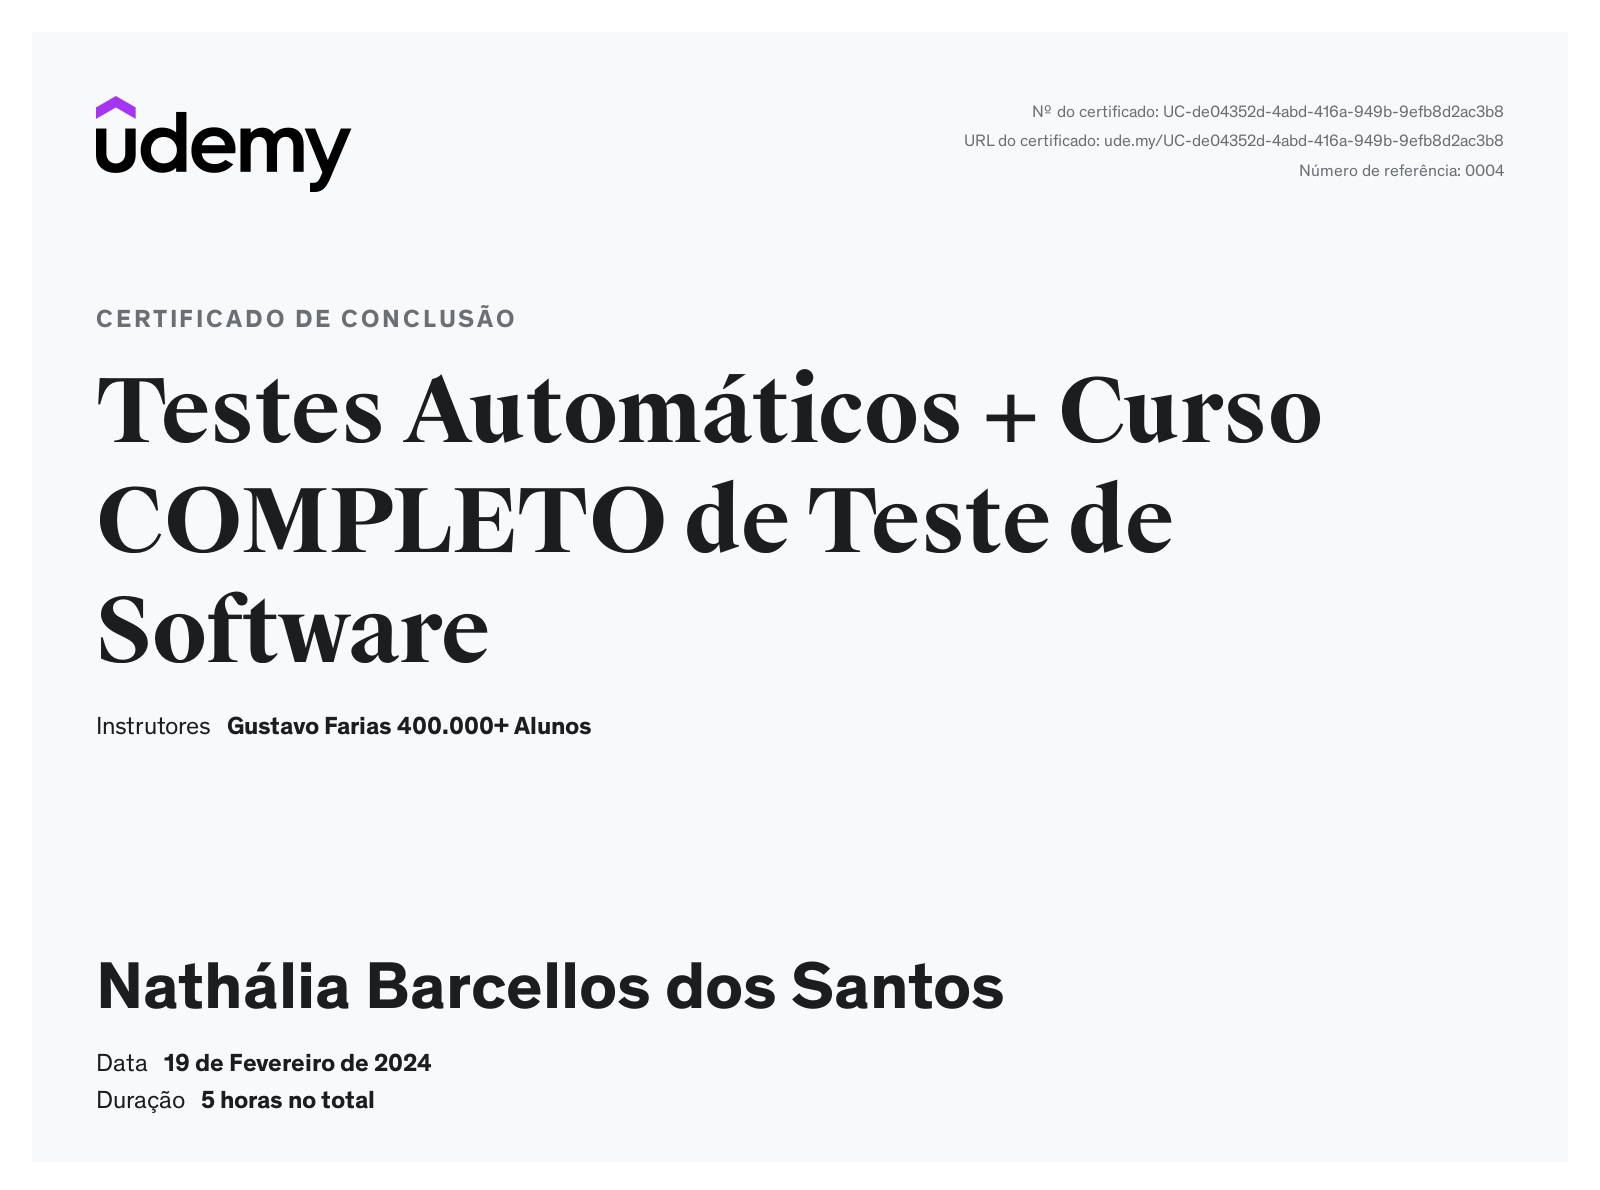 udemy
Nº do certificado: UC-de04352d-4abd-416a-949b-9efb8d2ac3b8
URL do certificado: ude.my/UC-de04352d-4abd-416a-949b-9efb8d2ac3b8
Número de referência: 0004
CERTIFICADO DE CONCLUSÃO
Testes Automáticos + Curso
COMPLETO de Teste de
Software
Instrutores Gustavo Farias 400.000+ Alunos
Nathália Barcellos dos Santos
Data 19 de Fevereiro de 2024
Duração 5 horas no total